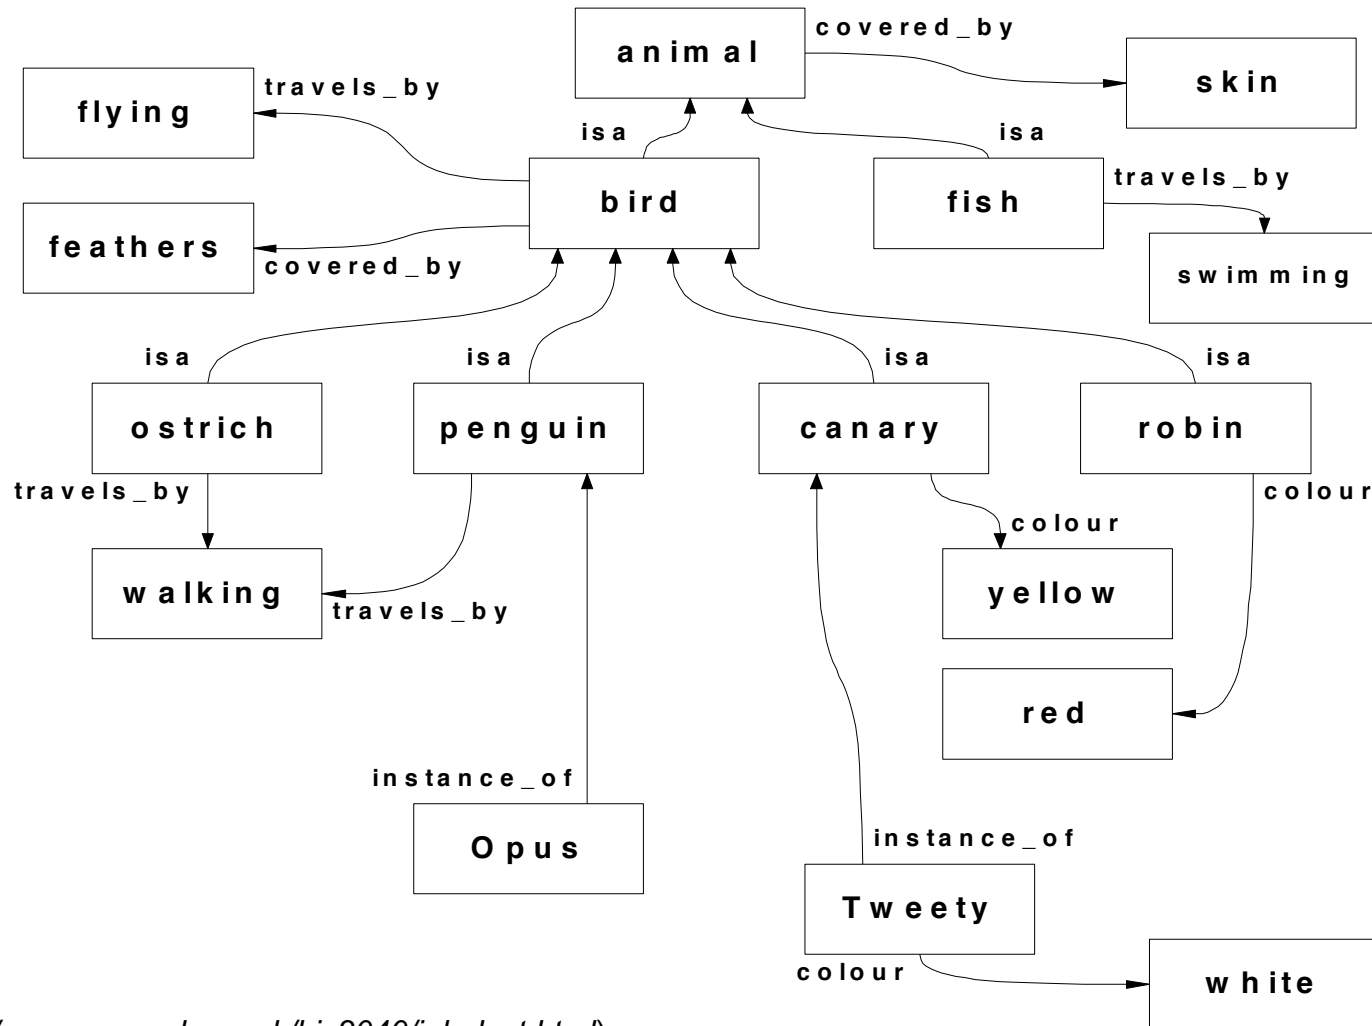 animal
covered_by
skin
flying
travels_by
isa
isa
bird
fish
travels_by
feathers
covered_by
swimming
isa
isa
isa
isa
ostrich
penguin
canary
robin
travels_by
colour
colour
walking
travels_by
yellow
red
instance_of
Opus
instance_of
Tweety
colour
white